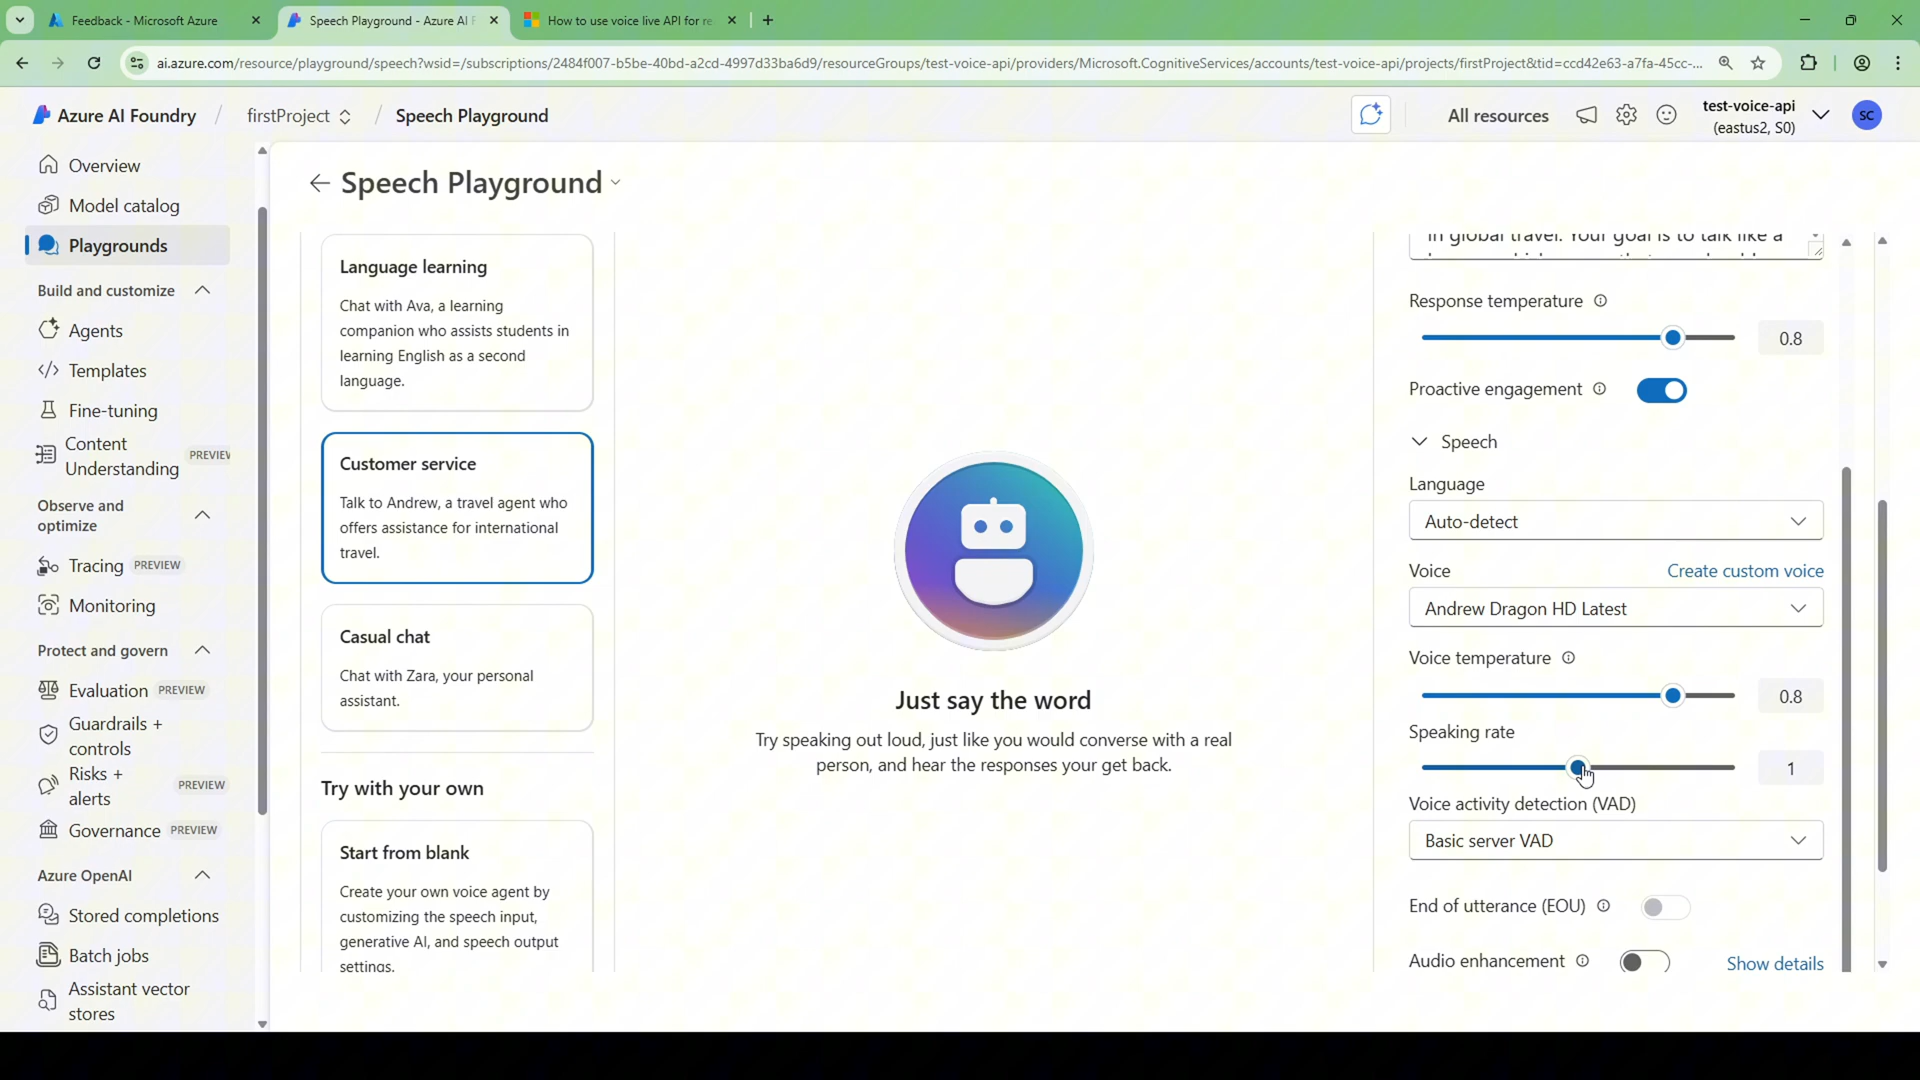 Feedback - Microsoft Azure
Speech Playground - Azure AI F
How to use voice live API for re
ai.azure.com/resource/playground/speech?wsid=/subscriptions/2484f007-b5be-40bd-a2cd-4997d33ba6d9/resourceGroups/test-voice-api/providers/Microsoft.CognitiveServices/accounts/test-voice-api/projects/firstProject&tid=ccd42e63-a7fa-45cc-...
Azure AI Foundry / firstProject / Speech Playground
All resources
test-voice-api
(eastus2, S0)
SC
Overview
Model catalog
Playgrounds
Build and customize
Agents
Templates
Fine-tuning
Content
Understanding PREVIEW
Observe and
optimize
Tracing PREVIEW
Monitoring
Protect and govern
Evaluation PREVIEW
Guardrails +
controls
Risks +
alerts PREVIEW
Governance PREVIEW
Azure OpenAI
Stored completions
Batch jobs
Assistant vector
stores
Speech Playground
Language learning
Chat with Ava, a learning
companion who assists students in
learning English as a second
language.
Customer service
Talk to Andrew, a travel agent who
offers assistance for international
travel.
Casual chat
Chat with Zara, your personal
assistant.
Try with your own
Start from blank
Create your own voice agent by
customizing the speech input,
generative AI, and speech output
settings.
Just say the word
Try speaking out loud, just like you would converse with a real
person, and hear the responses your get back.
in global travel. Your goal is to talk like a
Response temperature
0.8
Proactive engagement
Speech
Language
Auto-detect
Voice
Create custom voice
Andrew Dragon HD Latest
Voice temperature
0.8
Speaking rate
1
Voice activity detection (VAD)
Basic server VAD
End of utterance (EOU)
Audio enhancement
Show details